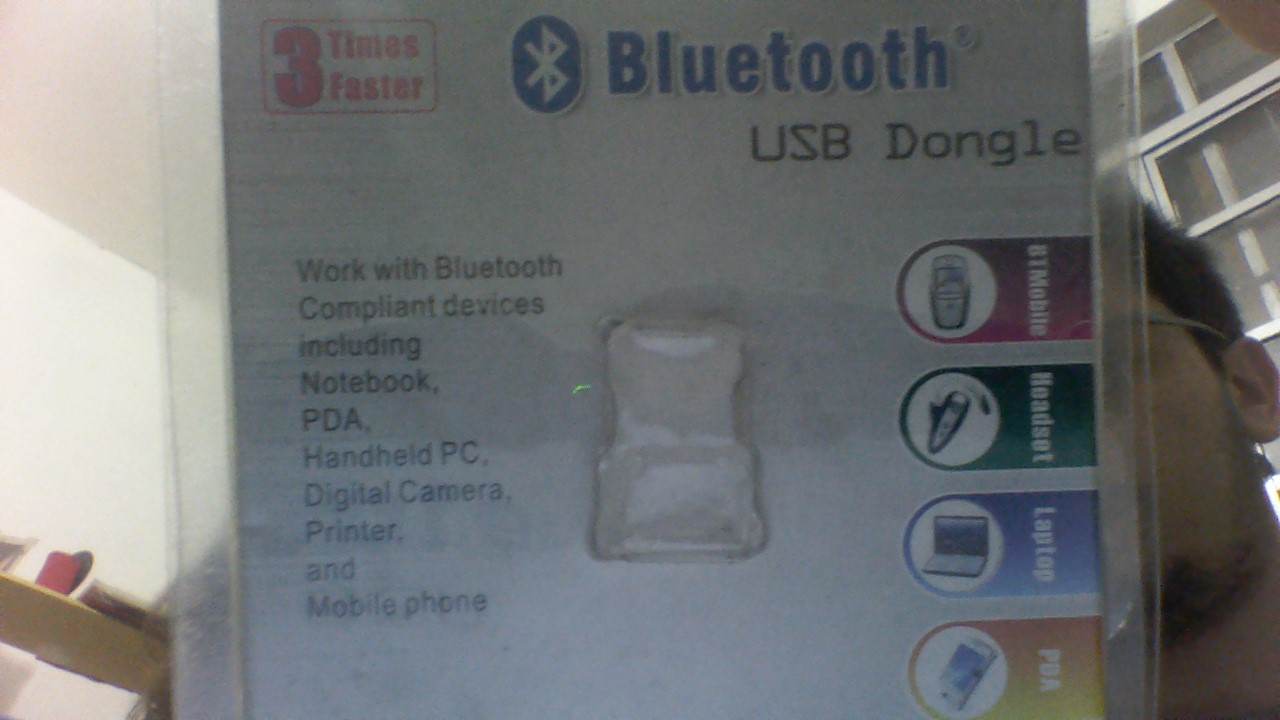 3 Times
Faster
Bluetooth®
USB Dongle
Work with Bluetooth
Compliant devices
including
Notebook,
PDA,
Handheld PC,
Digital Camera,
Printer,
and
Mobile phone
BTMobile
Headset
Laptop
PDA